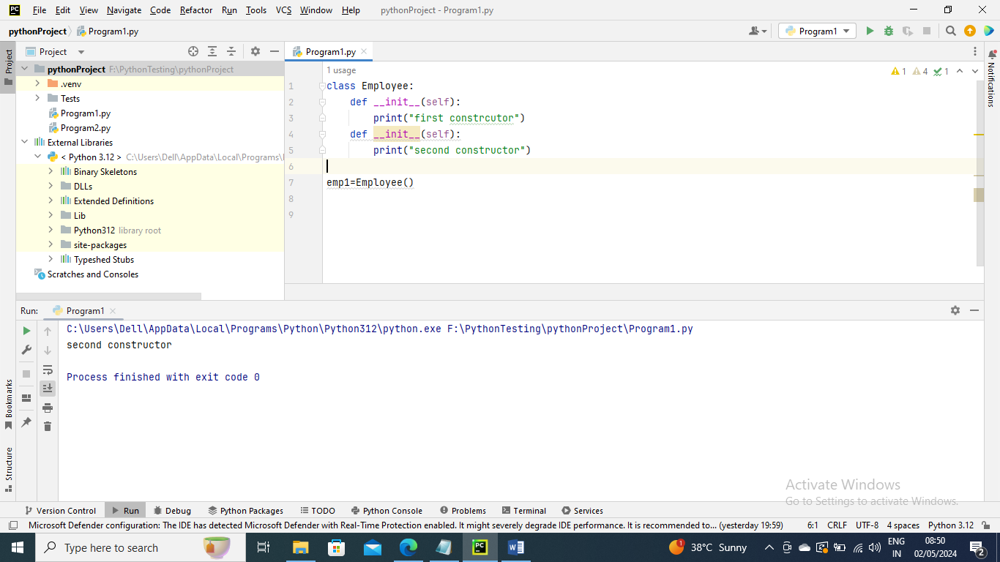 PC File Edit View Navigate Code Refactor Run Tools VCS Window Help pythonProject - Program1.py
pythonProject Program1.py Program1
Project
Project
Program1.py
Notifications
pythonProject F:\PythonTesting\pythonProject
.venv
Tests
Program1.py
Program2.py
External Libraries
< Python 3.12 > C:\Users\Dell\AppData\Local\Programs\
Binary Skeletons
DLLs
Extended Definitions
Lib
Python312 library root
site-packages
Typeshed Stubs
Scratches and Consoles
1 usage
1 4 1
1 class Employee:
2 def __init__(self):
3 print("first constrcutor")
4 def __init__(self):
5 print("second constructor")
6
7 emp1=Employee()
8
9
Run: Program1
C:\Users\Dell\AppData\Local\Programs\Python\Python312\python.exe F:\PythonTesting\pythonProject\Program1.py
second constructor
Process finished with exit code 0
Bookmarks
Structure
Activate Windows
Go to Settings to activate Windows.
Version Control Run Debug Python Packages TODO Python Console Problems Terminal Services
Microsoft Defender configuration: The IDE has detected Microsoft Defender with Real-Time Protection enabled. It might severely degrade IDE performance. It is recommended to... (yesterday 19:59) 6:1 CRLF UTF-8 4 spaces Python 3.12
Type here to search
PC
W
1
38°C Sunny
ENG
IN
08:50
02/05/2024
2